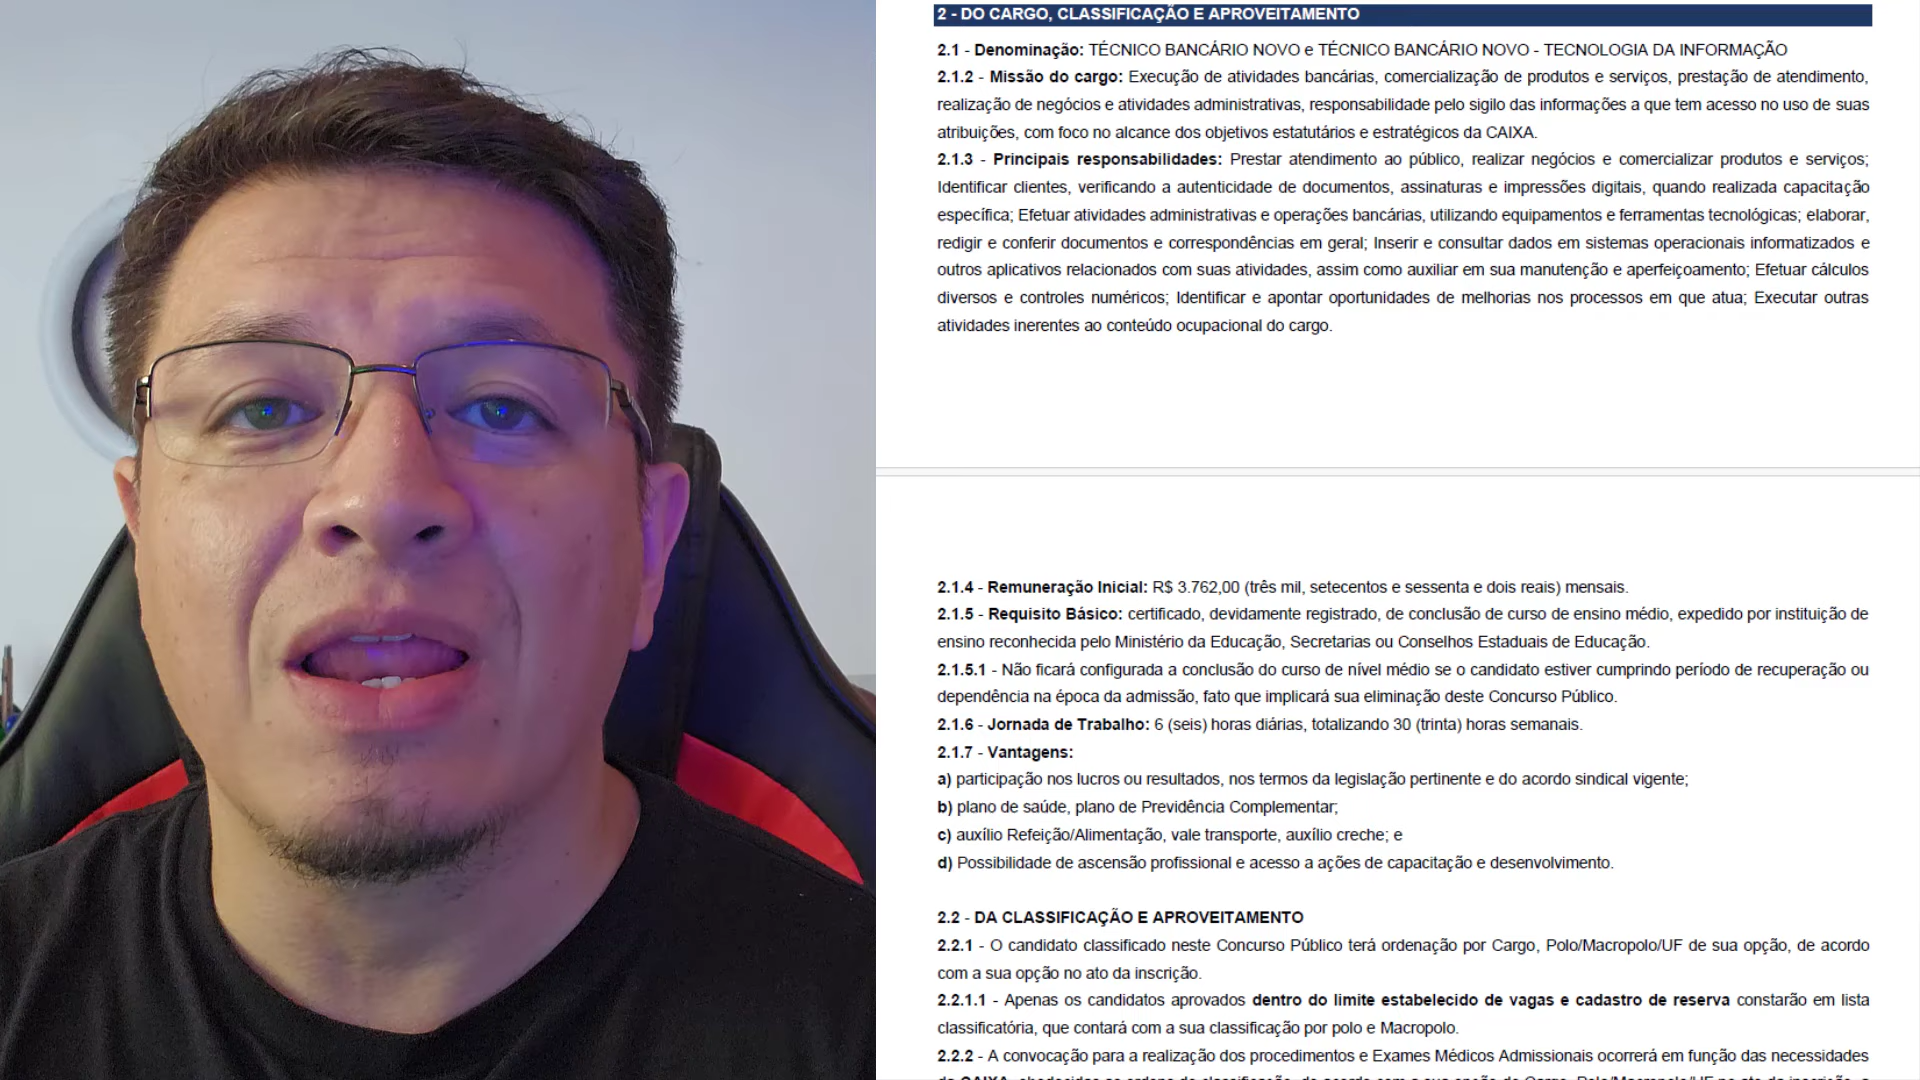 2 - DO CARGO, CLASSIFICAÇÃO E APROVEITAMENTO
2.1 - Denominação: TÉCNICO BANCÁRIO NOVO e TÉCNICO BANCÁRIO NOVO - TECNOLOGIA DA INFORMAÇÃO
2.1.2 - Missão do cargo: Execução de atividades bancárias, comercialização de produtos e serviços, prestação de atendimento,
realização de negócios e atividades administrativas, responsabilidade pelo sigilo das informações a que tem acesso no uso de suas
atribuições, com foco no alcance dos objetivos estatutários e estratégicos da CAIXA.
2.1.3 - Principais responsabilidades: Prestar atendimento ao público, realizar negócios e comercializar produtos e serviços;
Identificar clientes, verificando a autenticidade de documentos, assinaturas e impressões digitais, quando realizada capacitação
específica; Efetuar atividades administrativas e operações bancárias, utilizando equipamentos e ferramentas tecnológicas; elaborar,
redigir e conferir documentos e correspondências em geral; Inserir e consultar dados em sistemas operacionais informatizados e
outros aplicativos relacionados com suas atividades, assim como auxiliar em sua manutenção e aperfeiçoamento; Efetuar cálculos
diversos e controles numéricos; Identificar e apontar oportunidades de melhorias nos processos em que atua; Executar outras
atividades inerentes ao conteúdo ocupacional do cargo.
2.1.4 - Remuneração Inicial: R$ 3.762,00 (três mil, setecentos e sessenta e dois reais) mensais.
2.1.5 - Requisito Básico: certificado, devidamente registrado, de conclusão de curso de ensino médio, expedido por instituição de
ensino reconhecida pelo Ministério da Educação, Secretarias ou Conselhos Estaduais de Educação.
2.1.5.1 - Não ficará configurada a conclusão do curso de nível médio se o candidato estiver cumprindo período de recuperação ou
dependência na época da admissão, fato que implicará sua eliminação deste Concurso Público.
2.1.6 - Jornada de Trabalho: 6 (seis) horas diárias, totalizando 30 (trinta) horas semanais.
2.1.7 - Vantagens:
a) participação nos lucros ou resultados, nos termos da legislação pertinente e do acordo sindical vigente;
b) plano de saúde, plano de Previdência Complementar;
c) auxílio Refeição/Alimentação, vale transporte, auxílio creche; e
d) Possibilidade de ascensão profissional e acesso a ações de capacitação e desenvolvimento.
2.2 - DA CLASSIFICAÇÃO E APROVEITAMENTO
2.2.1 - O candidato classificado neste Concurso Público terá ordenação por Cargo, Polo/Macropolo/UF de sua opção, de acordo
com a sua opção no ato da inscrição.
2.2.1.1 - Apenas os candidatos aprovados dentro do limite estabelecido de vagas e cadastro de reserva constarão em lista
classificatória, que contará com a sua classificação por polo e Macropolo.
2.2.2 - A convocação para a realização dos procedimentos e Exames Médicos Admissionais ocorrerá em função das necessidades